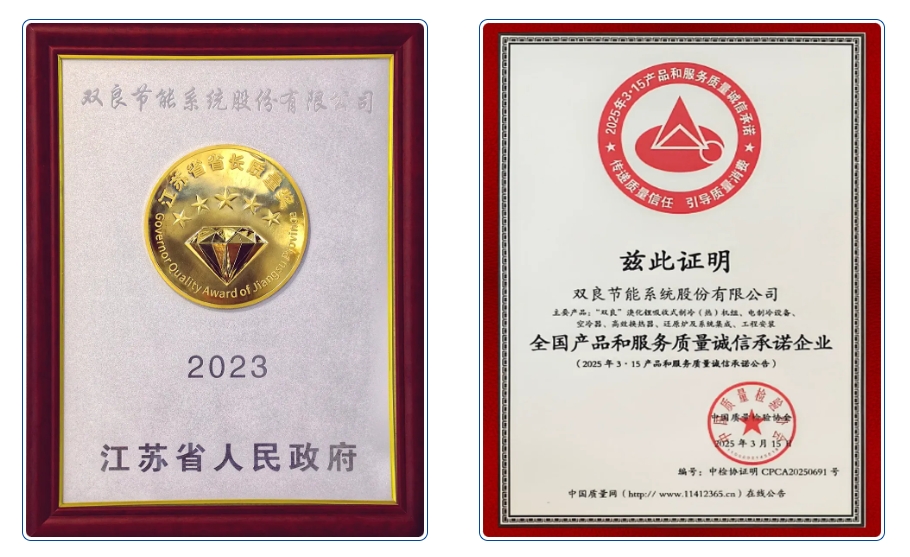 双良节能系统股份有限公司
江苏省省长质量奖
Governor Quality Award of Jiangsu Province
2023
江苏省人民政府
2025年3·15产品和服务质量诚信承诺
传递质量信任 引导质量消费
兹此证明
双良节能系统股份有限公司
主要产品:“双良”溴化锂吸收式制冷(热)机组、电制冷设备、
空冷器、高效换热器、还原炉及系统集成、工程安装
全国产品和服务质量诚信承诺企业
(2025年3·15产品和服务质量诚信承诺公告)
中国质量检验协会
中国质量检验协会
2025年3月15日
编号:中检协证明CPCA20250691号
中国质量网(http:// www.11412365.cn)在线公告